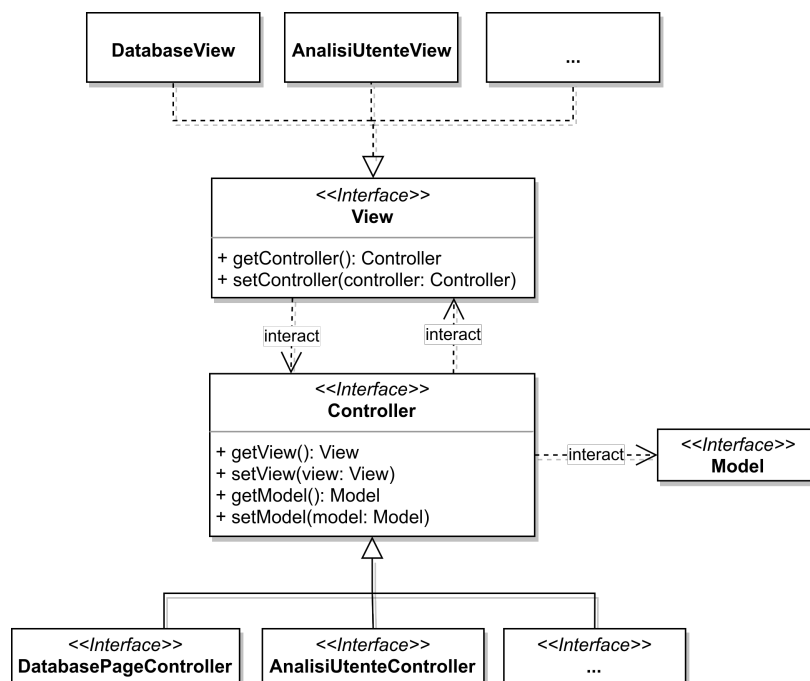 DatabaseView
AnalisiUtenteView
...
<<Interface>>
View
+ getController(): Controller
+ setController(controller: Controller)
interact
interact
<<Interface>>
Controller
+ getView(): View
+ setView(view: View)
+ getModel(): Model
+ setModel(model: Model)
interact
<<Interface>>
Model
<<Interface>>
DatabasePageController
<<Interface>>
AnalisiUtenteController
<<Interface>>
...